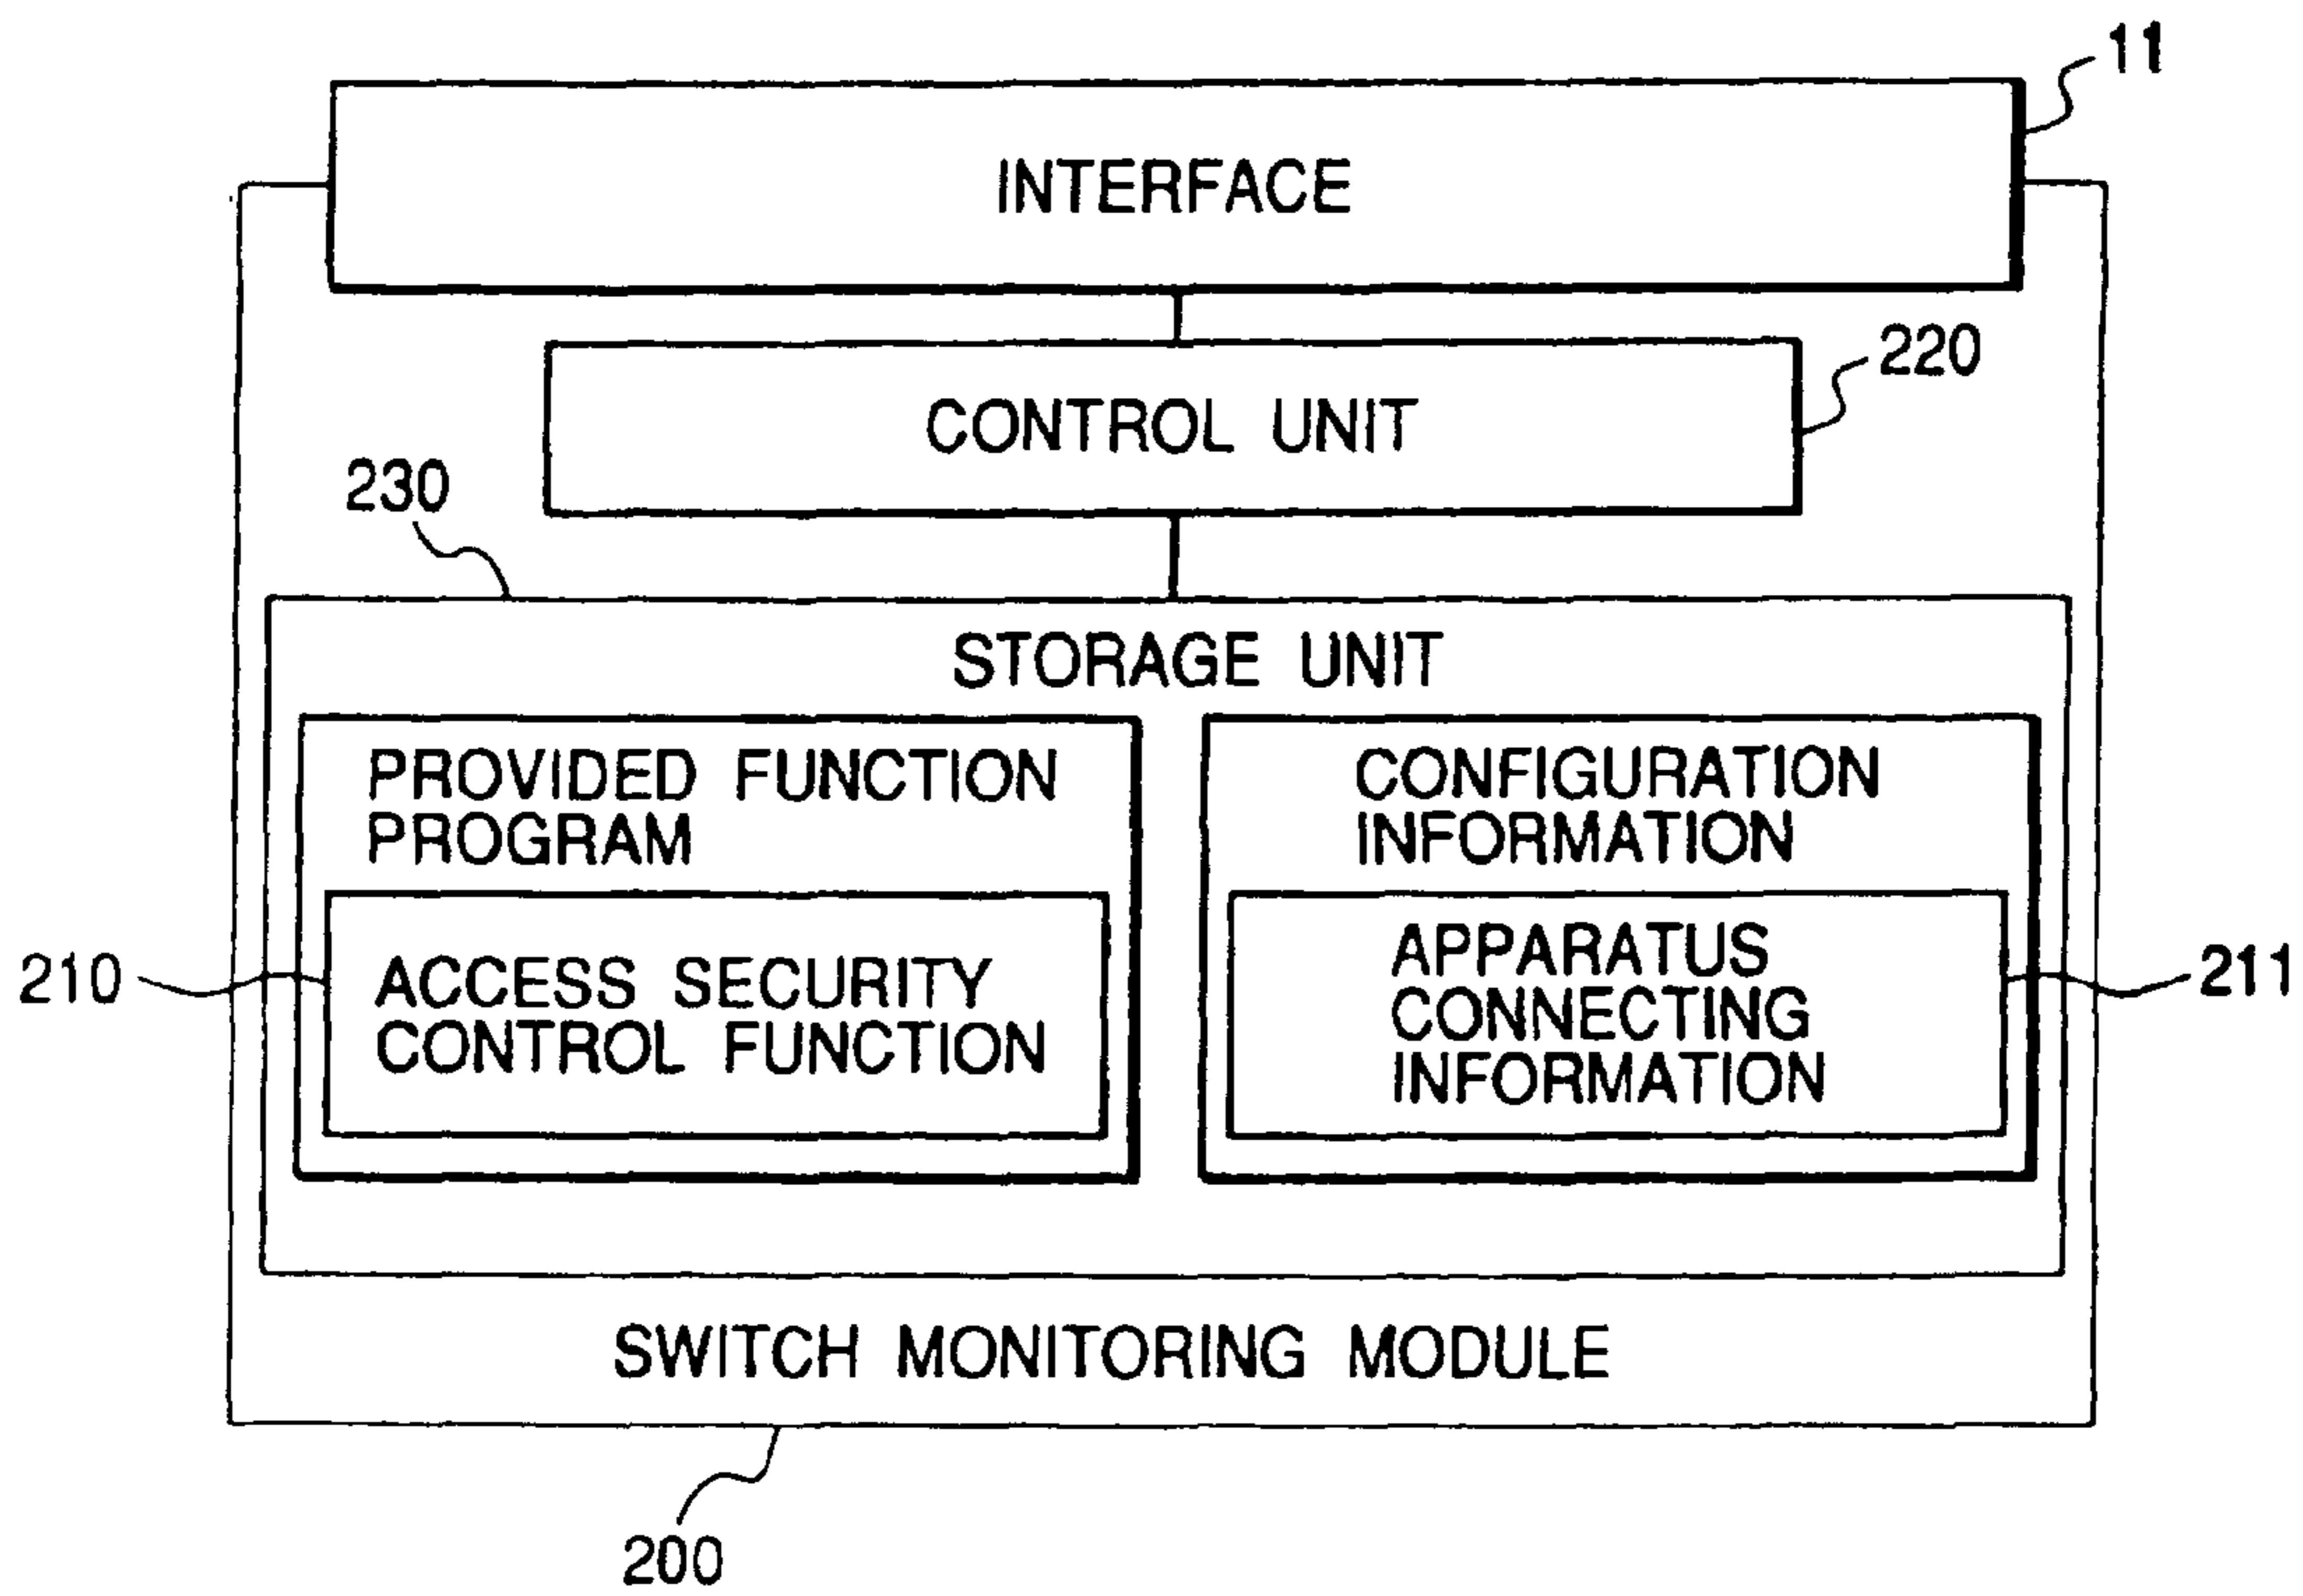 11
INTERFACE
220
CONTROL UNIT
230
STORAGE UNIT
PROVIDED FUNCTION
PROGRAM
CONFIGURATION
INFORMATION
210
ACCESS SECURITY
CONTROL FUNCTION
APPARATUS
CONNECTING
INFORMATION
211
SWITCH MONITORING MODULE
200